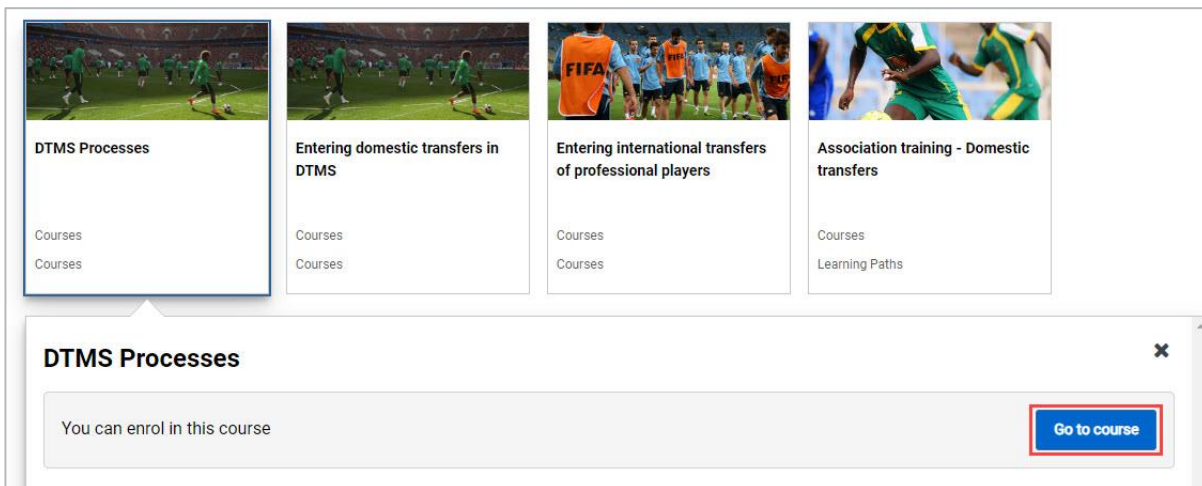 FIFA
DTMS Processes
Courses
Courses
Entering domestic transfers in
DTMS
Courses
Courses
Entering international transfers
of professional players
Courses
Courses
Association training - Domestic
transfers
Courses
Learning Paths
DTMS Processes
You can enrol in this course
Go to course